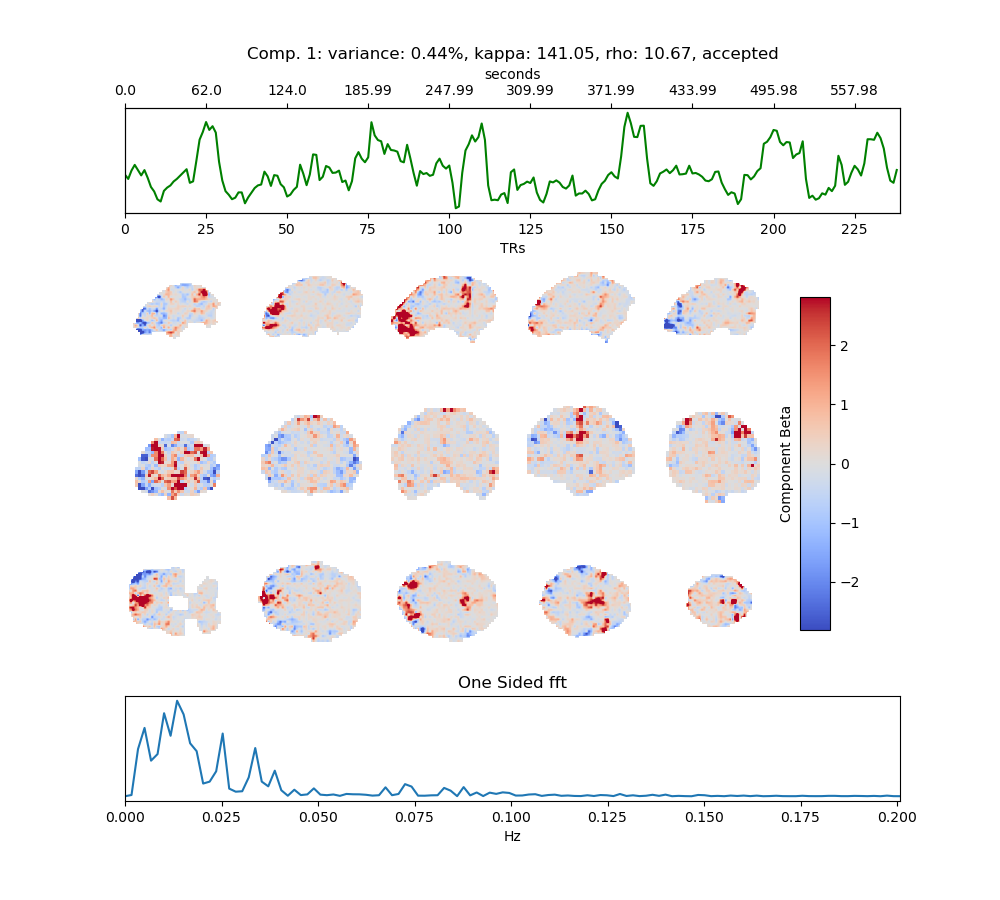 Comp. 1: variance: 0.44%, kappa: 141.05, rho: 10.67, accepted
seconds
0.0 62.0 124.0 185.99 247.99 309.99 371.99 433.99 495.98 557.98
0 25 50 75 100 125 150 175 200 225
TRs
2
1
0
−1
−2
Component Beta
One Sided fft
0.000 0.025 0.050 0.075 0.100 0.125 0.150 0.175 0.200
Hz